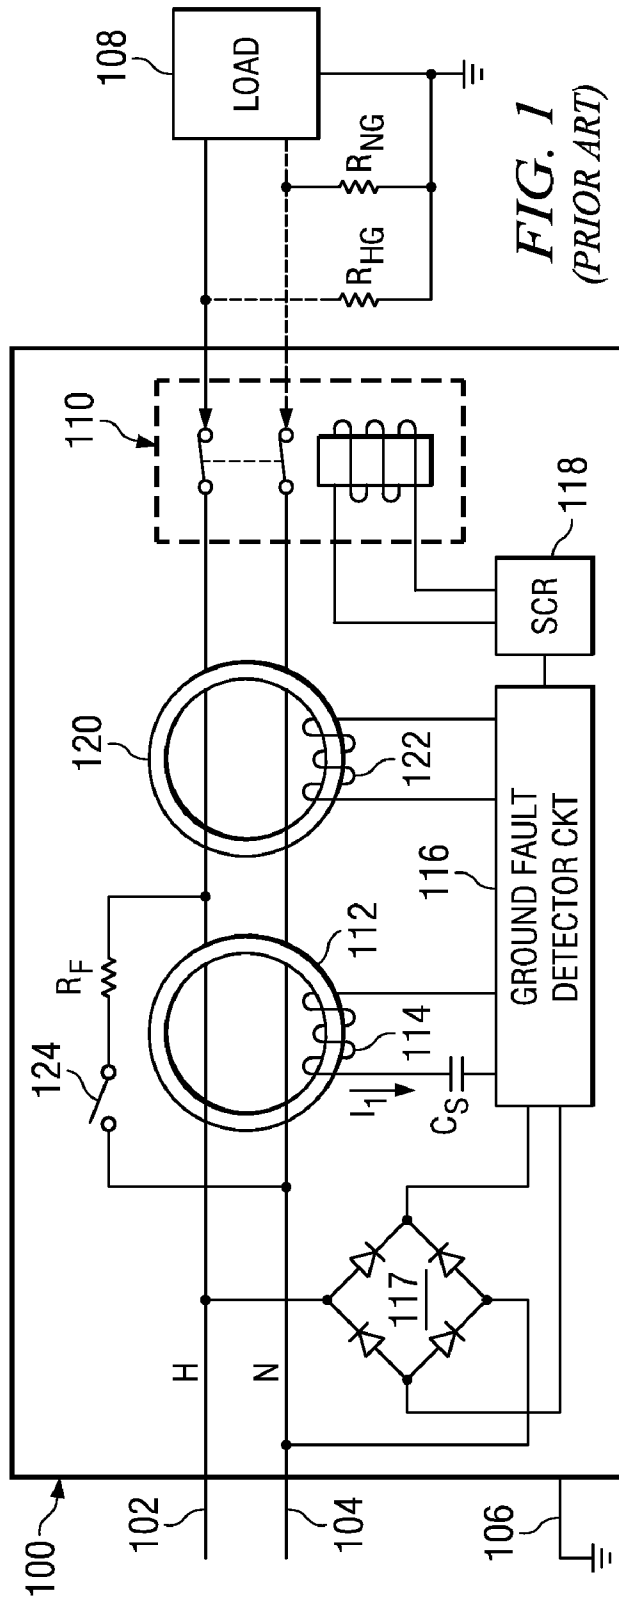 100
102
104
106
H
N
117
124
R_F
I_1
C_S
114
112
120
122
116
GROUND FAULT
DETECTOR CKT
110
SCR
118
R_HG
R_NG
108
LOAD
FIG. 1
(PRIOR ART)